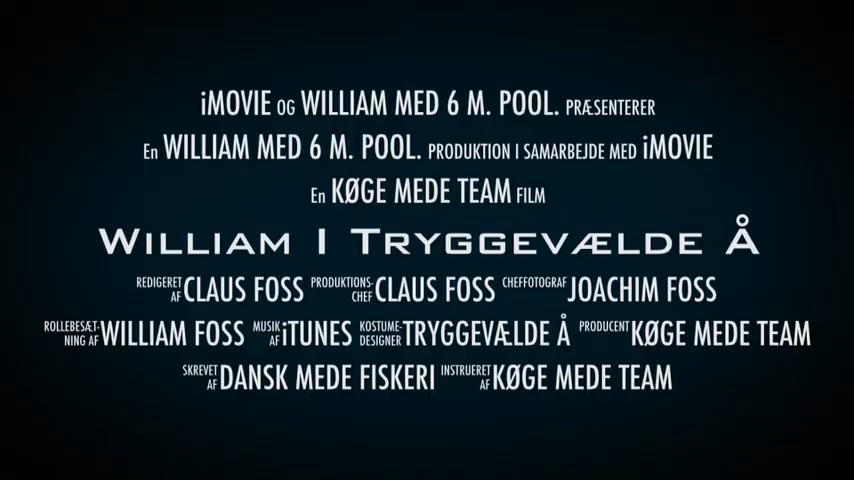 iMOVIE OG WILLIAM MED 6 M. POOL. PRÆSENTERER
En WILLIAM MED 6 M. POOL. PRODUKTION I SAMARBEJDE MED iMOVIE
En KØGE MEDE TEAM FILM
WILLIAM I TRYGGEVÆLDE Å
REDIGERET AF CLAUS FOSS PRODUKTIONS-CHEF CLAUS FOSS CHEFFOTOGRAF JOACHIM FOSS
ROLLEBESÆT-NING AF WILLIAM FOSS MUSIK AF iTUNES KOSTUME-DESIGNER TRYGGEVÆLDE Å PRODUCENT KØGE MEDE TEAM
SKREVET AF DANSK MEDE FISKERI INSTRUERET AF KØGE MEDE TEAM